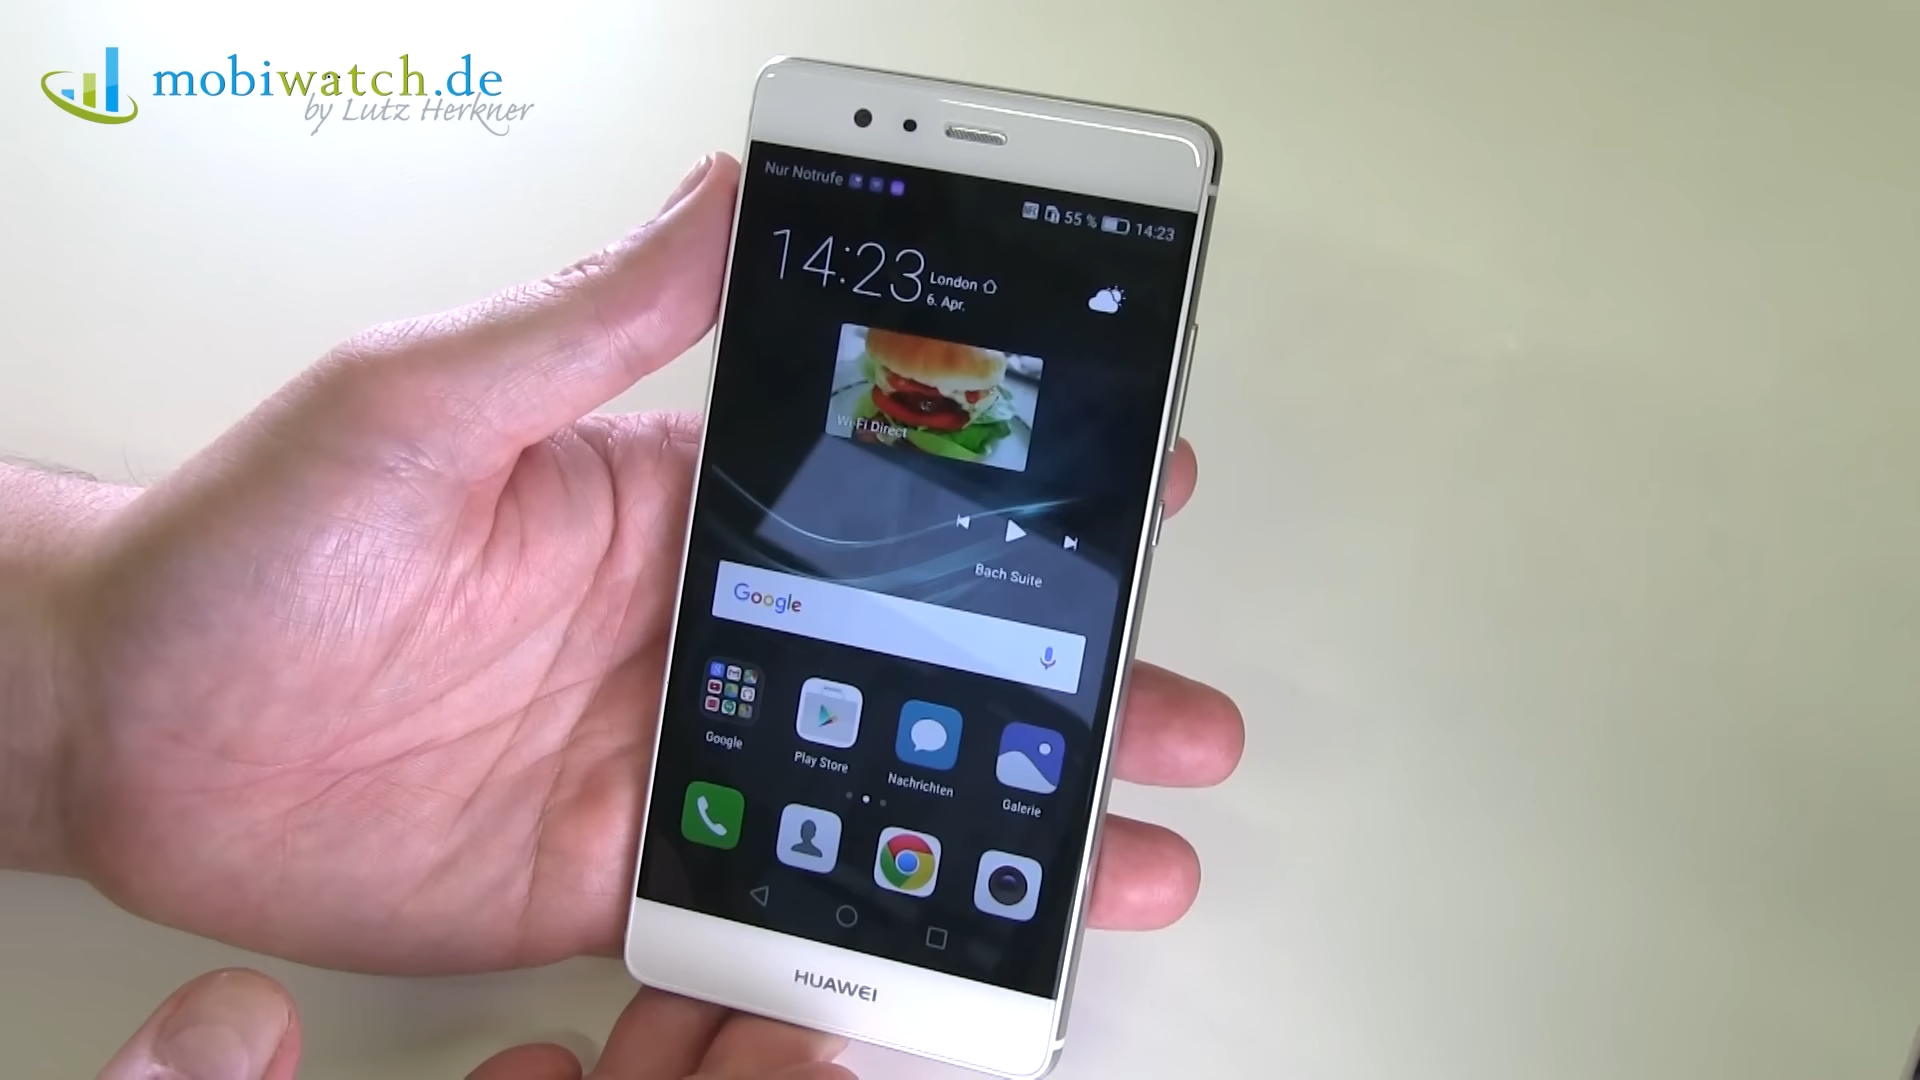 mobiwatch.de
by Lutz Herkner
Nur Notrufe
NFC 55 % 14:23
14:23 London
6. Apr.
Wi-Fi Direct
Bach Suite
Google
Google
Play Store
Nachrichten
Galerie
HUAWEI